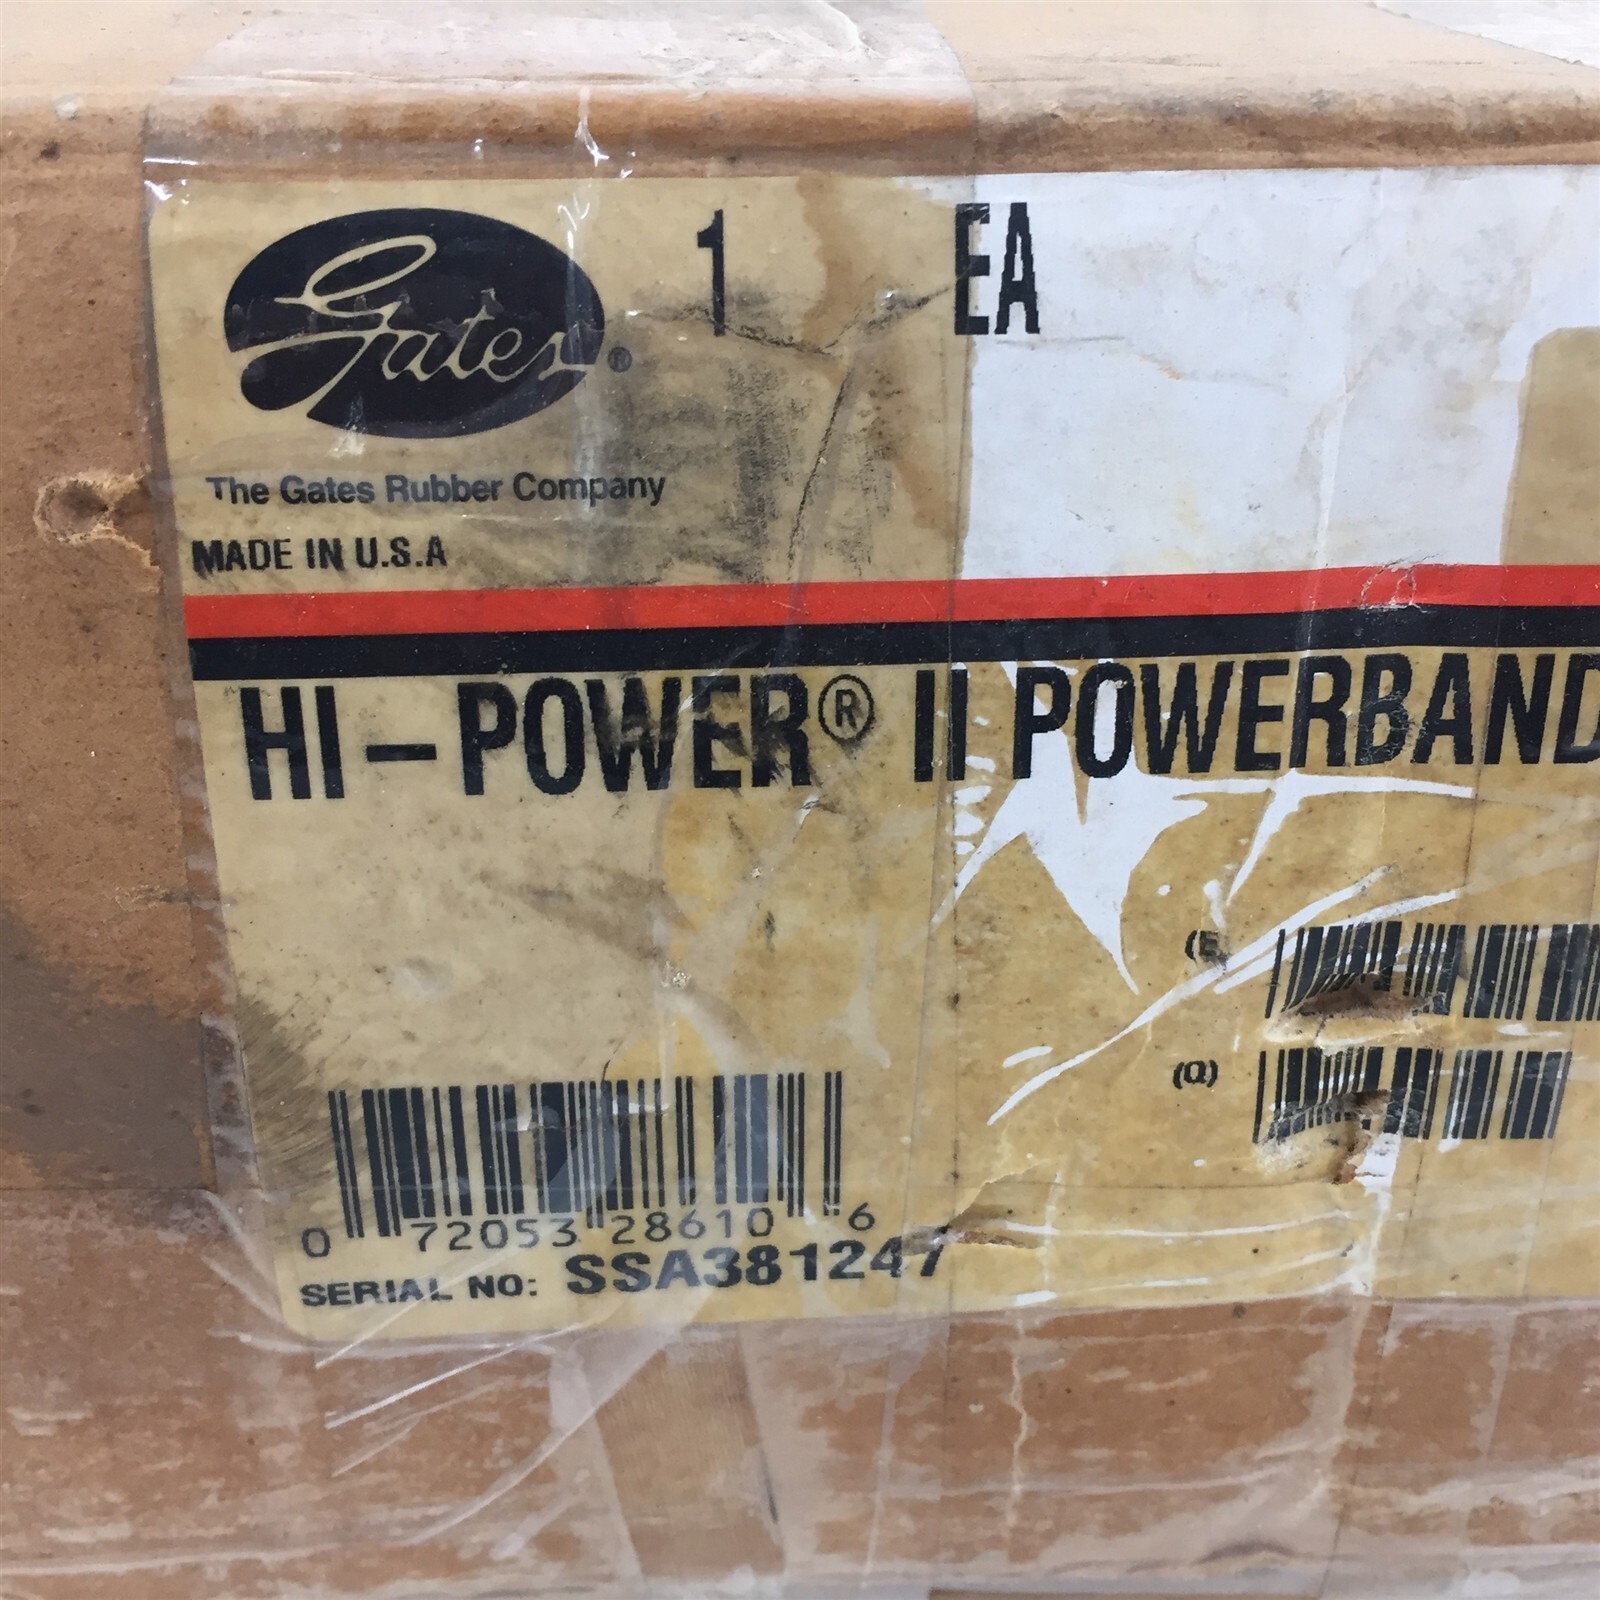 Gates®
1 EA
The Gates Rubber Company
MADE IN U.S.A
HI-POWER® II POWERBAND
(E
(Q)
0 72053 28610 6
SERIAL NO: SSA381247